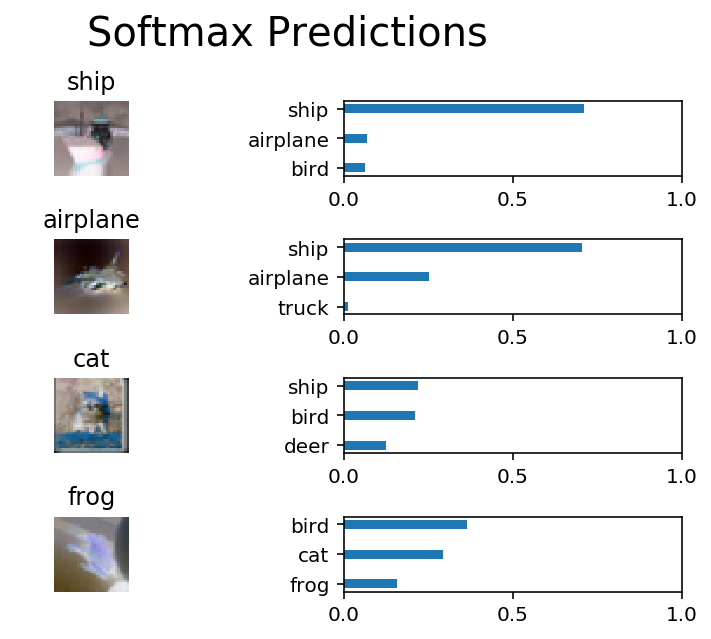 Softmax Predictions
ship
ship
airplane
bird
0.0 0.5 1.0
airplane
ship
airplane
truck
0.0 0.5 1.0
cat
ship
bird
deer
0.0 0.5 1.0
frog
bird
cat
frog
0.0 0.5 1.0